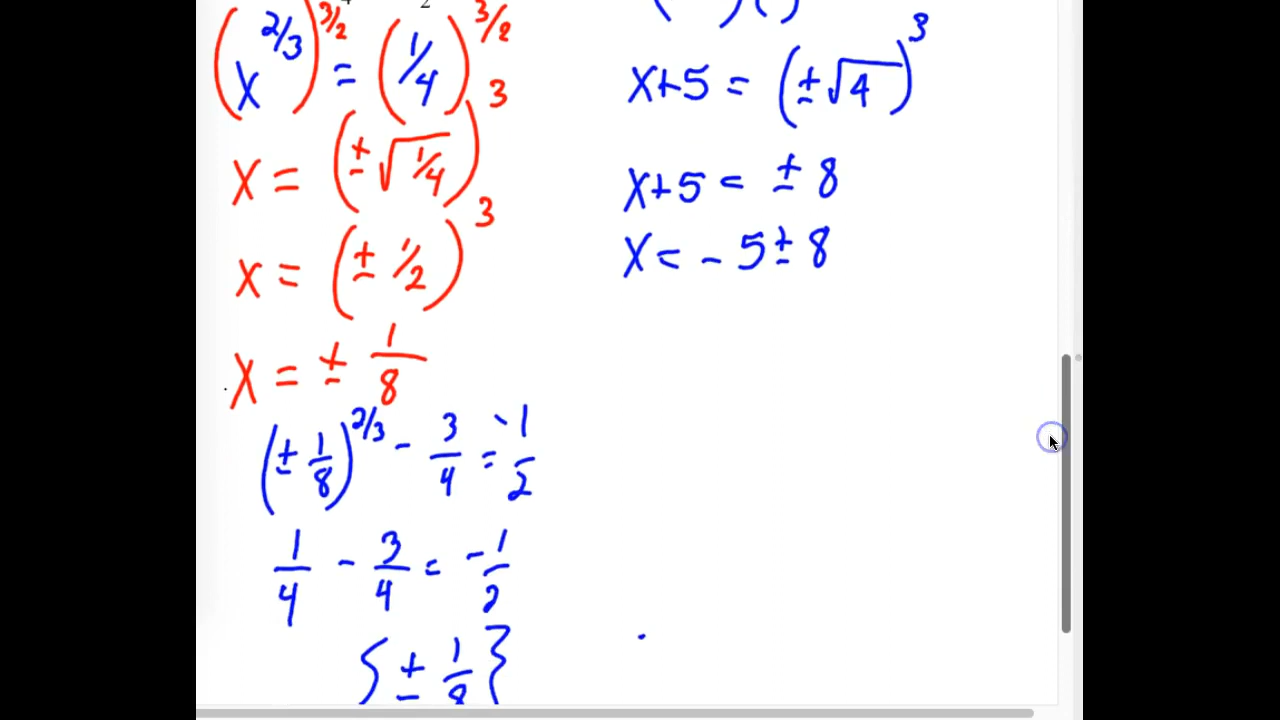 (x^{2/3})^{3/2} = (1/4)^{3/2}
x = (± √1/4)^3
x = (± 1/2)^3
x = ± 1/8
(± 1/8)^{2/3} - 3/4 = -1/2
1/4 - 3/4 = -1/2
{± 1/8}
x+5 = (±√4)^3
x+5 = ± 8
x = - 5 ± 8